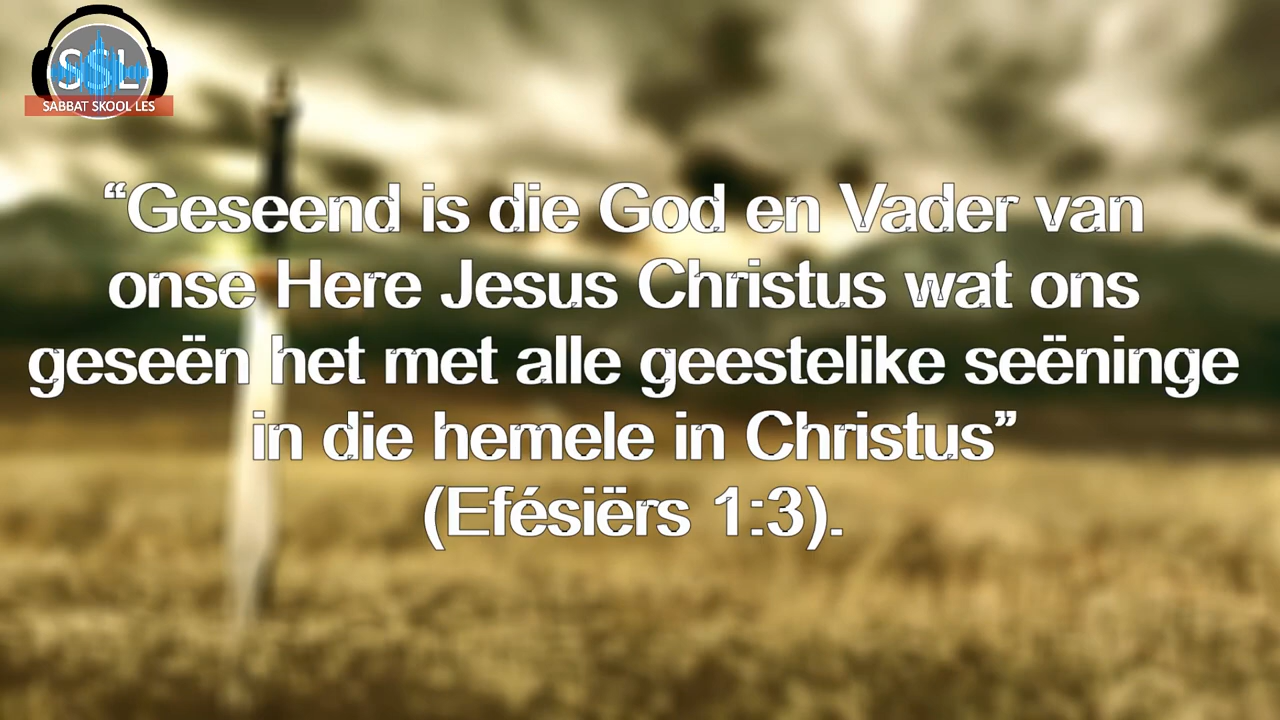 SSL
SABBAT SKOOL LES
“Geseend is die God en Vader van
onse Here Jesus Christus wat ons
geseën het met alle geestelike seëninge
in die hemele in Christus”
(Efésiërs 1:3).